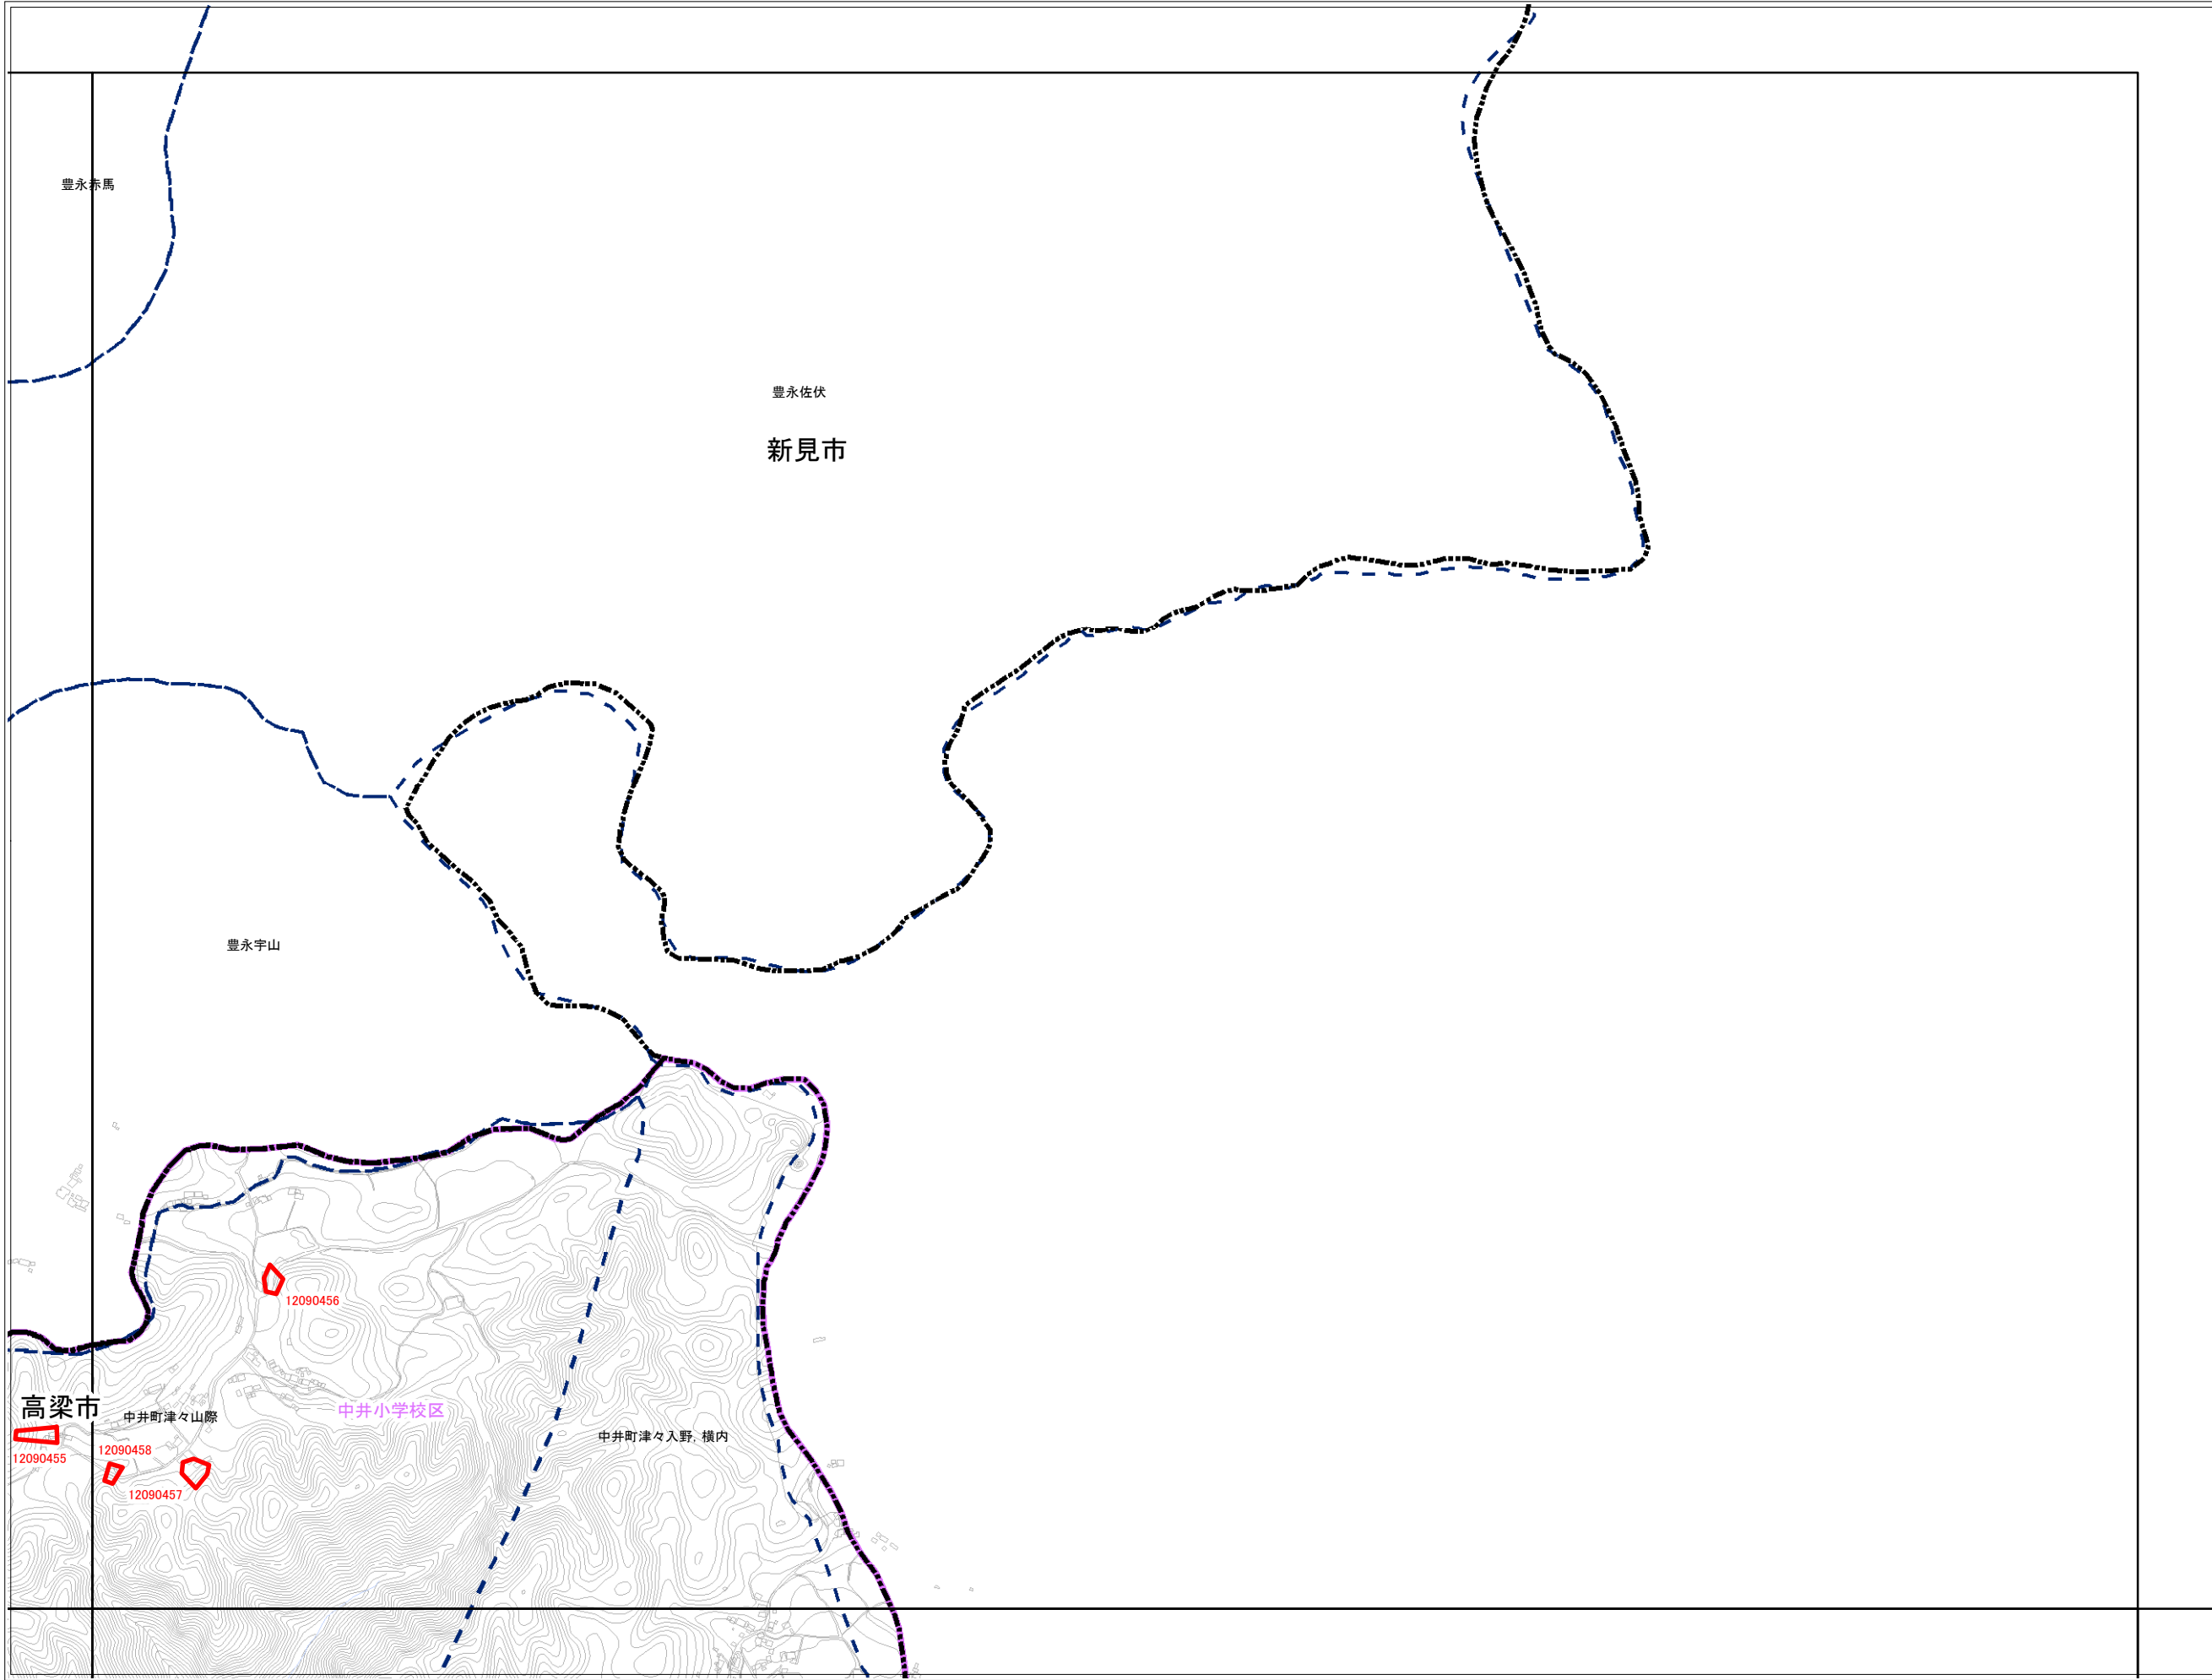 豊永赤馬
豊永佐伏
新見市
豊永宇山
12090456
高梁市
中井町津々山際
中井小学校区
中井町津々入野, 横内
12090458
12090455
12090457